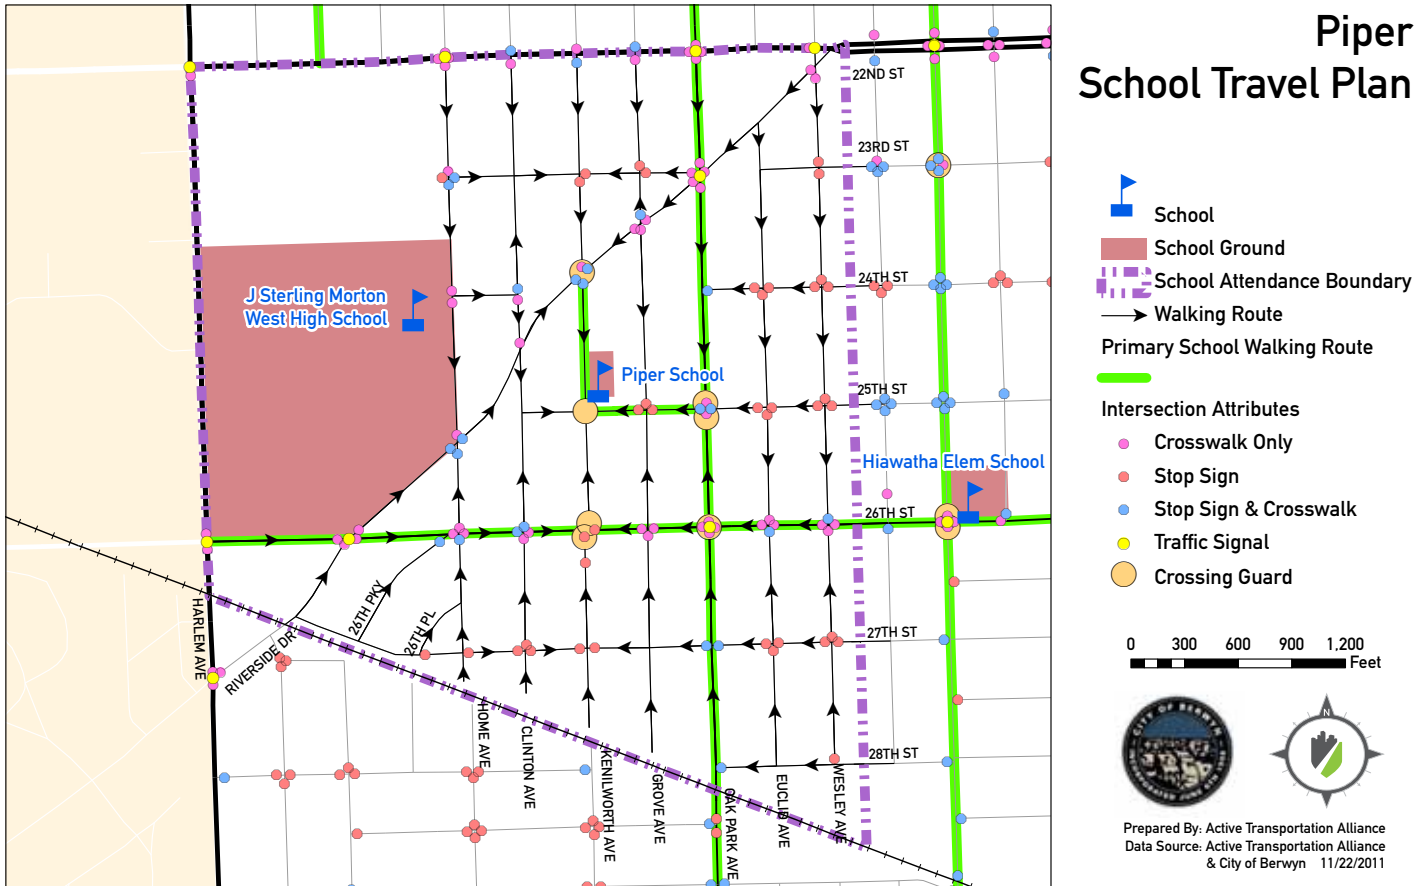 Piper
School Travel Plan
22ND ST
23RD ST
24TH ST
25TH ST
26TH ST
27TH ST
28TH ST
J Sterling Morton
West High School
Piper School
Hiawatha Elem School
HARLEM AVE
RIVERSIDE DR
26TH PKY
26TH PL
HOME AVE
CLINTON AVE
KENILWORTH AVE
GROVE AVE
OAK PARK AVE
EUCLID AVE
WESLEY AVE
School
School Ground
School Attendance Boundary
Walking Route
Primary School Walking Route
Intersection Attributes
Crosswalk Only
Stop Sign
Stop Sign & Crosswalk
Traffic Signal
Crossing Guard
0 300 600 900 1,200
Feet
CITY OF BERWYN
N
Prepared By: Active Transportation Alliance
Data Source: Active Transportation Alliance
& City of Berwyn 11/22/2011